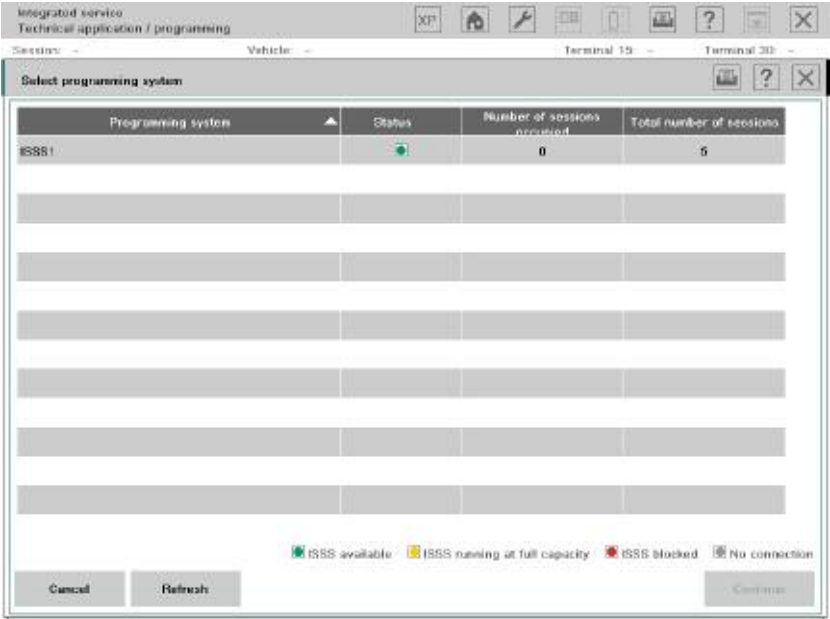 Integrated service
Technical application / programming
XP
?
Session: -
Vehicle: -
Terminal 15: -
Terminal 30: -
Select programming system
?
Programming system
Status
Number of sessions
occupied
Total number of sessions
ISSS1
0
5
ISSS available
ISSS running at full capacity
ISSS blocked
No connection
Cancel
Refresh
Continue